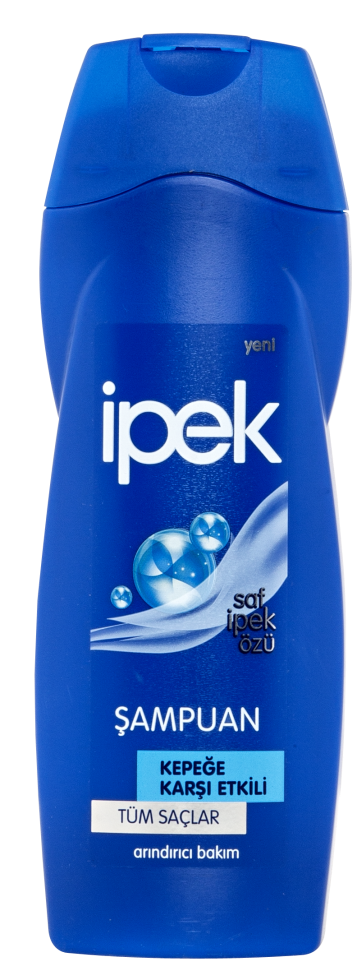 yeni
ipek
saf
ipek
özü
ŞAMPUAN
KEPEĞE
KARŞI ETKİLİ
TÜM SAÇLAR
arındırıcı bakım